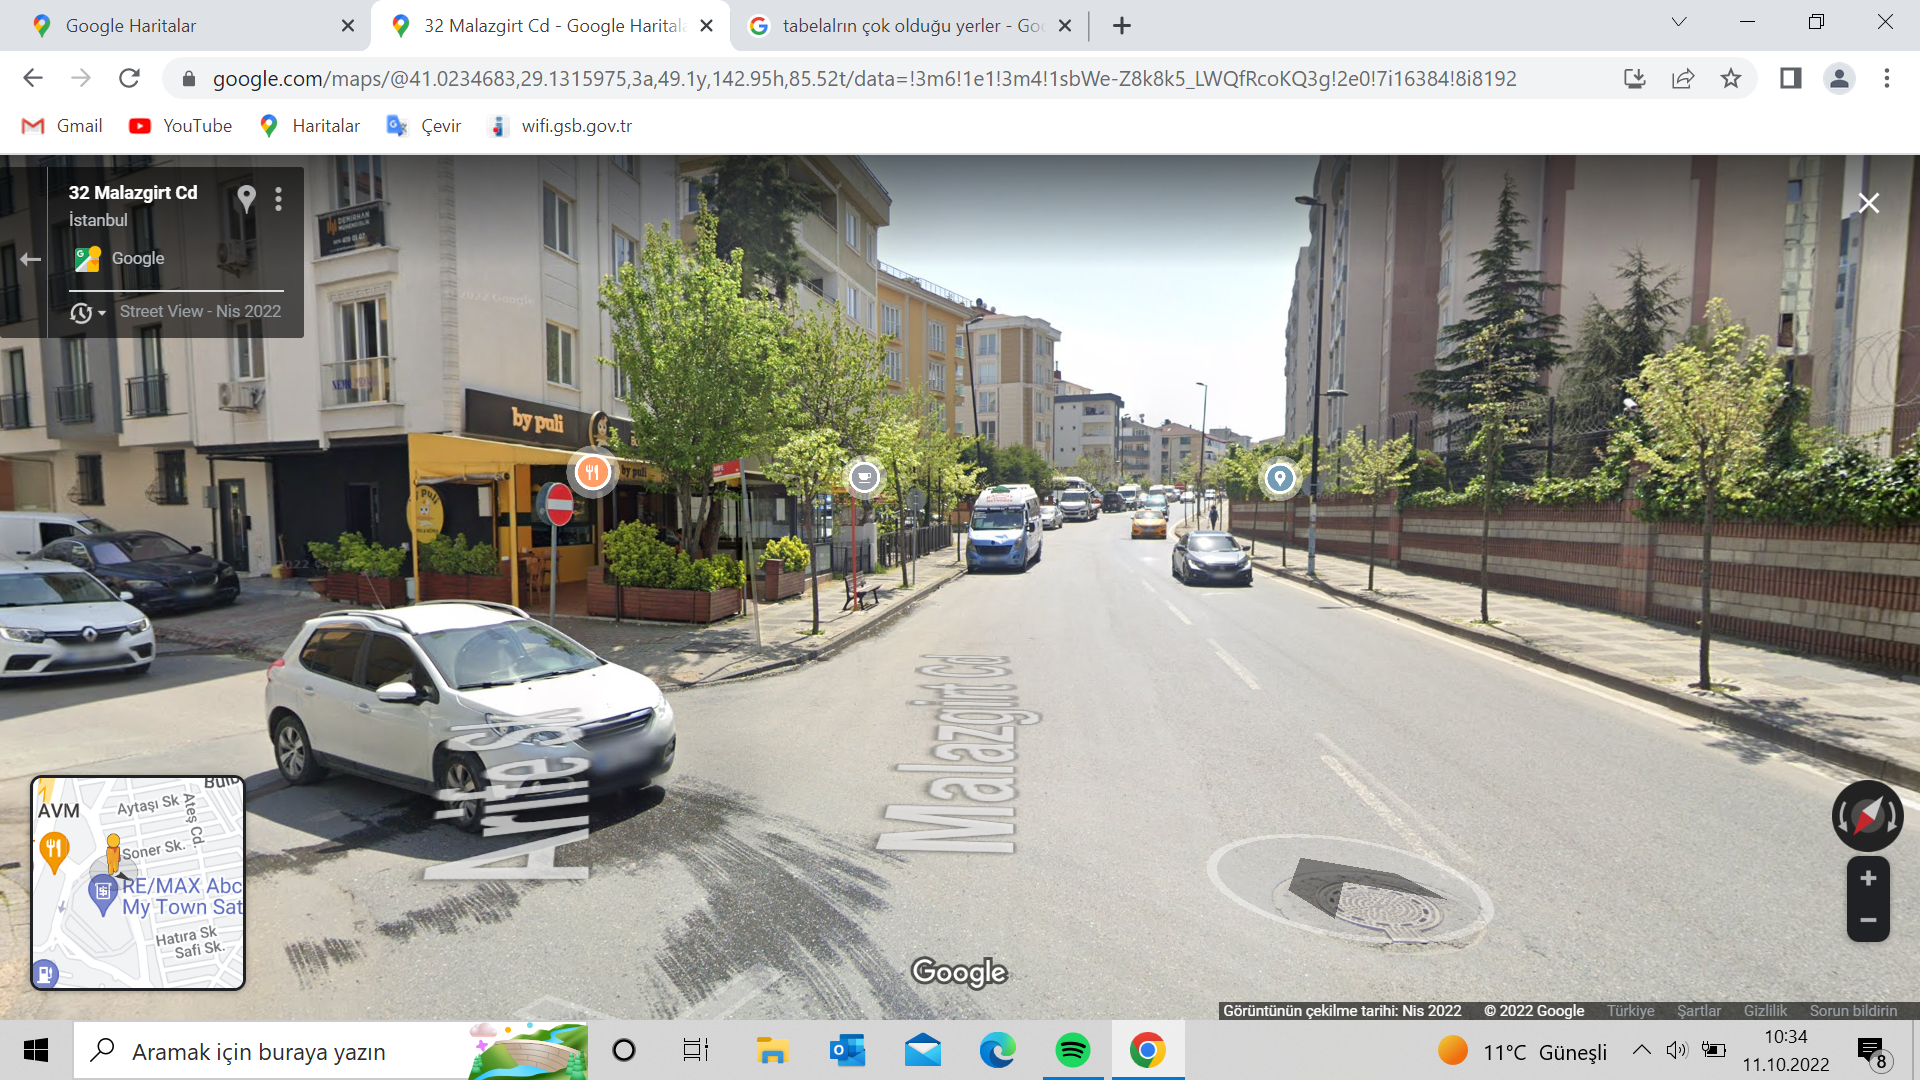 Google Haritalar
32 Malazgirt Cd - Google Harital
tabelalrın çok olduğu yerler - Go
google.com/maps/@41.0234683,29.1315975,3a,49.1y,142.95h,85.52t/data=!3m6!1e1!3m4!1sbWe-Z8k8k5_LWQfRcoKQ3g!2e0!7i16384!8i8192
Gmail
YouTube
Haritalar
Çevir
wifi.gsb.gov.tr
32 Malazgirt Cd
İstanbul
Google
Street View - Nis 2022
DEMİRHAN
by puli
by puli
Malazgirt Cd
Arife Sk
AVM
Aytaşı Sk
Ateş Cd
Soner Sk.
RE/MAX Abc
My Town Sat
Hatıra Sk
Safi Sk.
Google
Görüntünün çekilme tarihi: Nis 2022
© 2022 Google
Türkiye
Şartlar
Gizlilik
Sorun bildirin
Aramak için buraya yazın
11°C Güneşli
10:34
11.10.2022
8